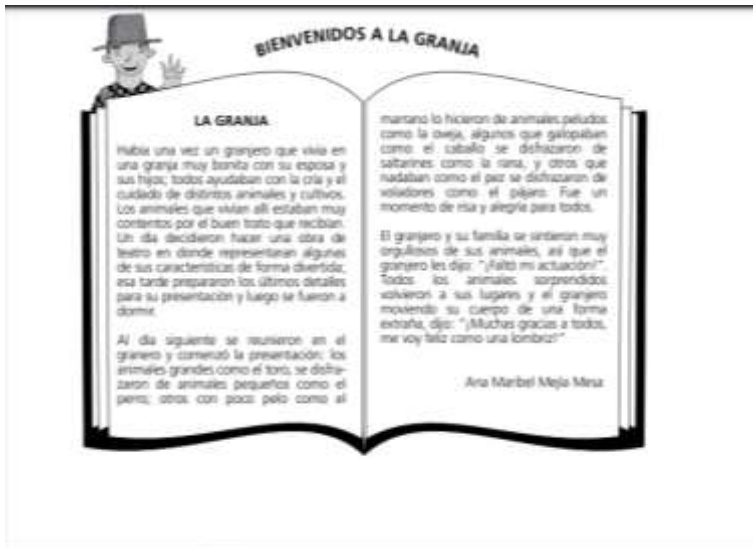 BIENVENIDOS A LA GRANJA
LA GRANJA
Había una vez un granjero que vivía en
una granja muy bonita con su esposa y
sus hijos; todos ayudaban con la cría y el
cuidado de distintos animales y cultivos.
Los animales que vivían allí estaban muy
contentos por el buen trato que recibían.
Un día decidieron hacer una obra de
teatro en donde representaran algunas
de sus características de forma divertida;
esa tarde prepararon los últimos detalles
para su presentación y luego se fueron a
dormir.
Al día siguiente se reunieron en el
granero y comenzó la presentación: los
animales grandes como el toro, se disfra-
zaron de animales pequeños como el
perro; otros con poco pelo como el
marrano lo hicieron de animales peludos
como la oveja, algunos que galopaban
como el caballo se disfrazaron de
saltarines como la rana, y otros que
nadaban como el pez se disfrazaron de
voladores como el pájaro. Fue un
momento de risa y alegría para todos.
El granjero y su familia se sintieron muy
orgullosos de sus animales, así que el
granjero les dijo: "¡Faltó mi actuación!".
Todos los animales sorprendidos
volvieron a sus lugares y el granjero
moviendo su cuerpo de una forma
extraña, dijo: "¡Muchas gracias a todos,
me voy feliz como una lombriz!"
Ana Maribel Mejía Mesa